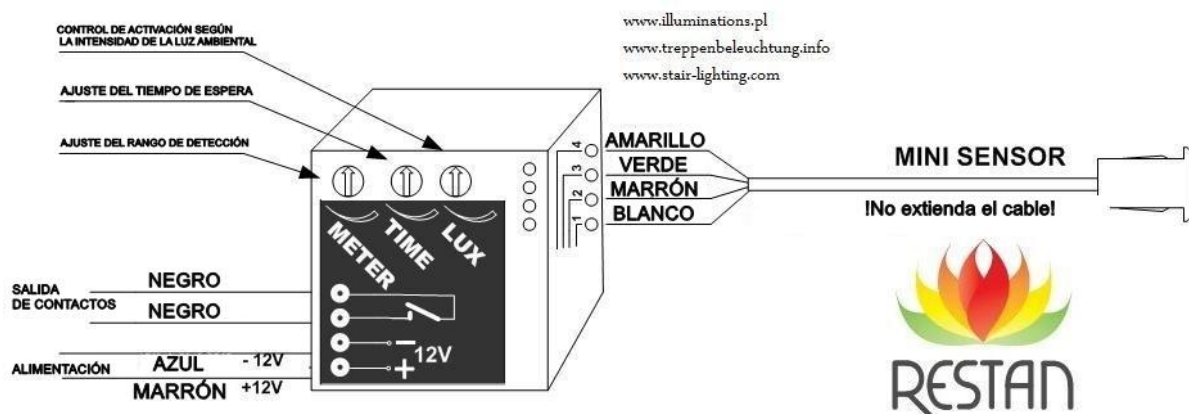 CONTROL DE ACTIVACIÓN SEGÚN
LA INTENSIDAD DE LA LUZ AMBIENTAL
AJUSTE DEL TIEMPO DE ESPERA
AJUSTE DEL RANGO DE DETECCIÓN
www.illuminations.pl
www.treppenbeleuchtung.info
www.stair-lighting.com
METER
TIME
LUX
4
3
2
1
AMARILLO
VERDE
MARRÓN
BLANCO
MINI SENSOR
!No extienda el cable!
SALIDA
DE CONTACTOS
NEGRO
NEGRO
ALIMENTACIÓN
AZUL - 12V
MARRÓN +12V
- 12V
+
RESTAN